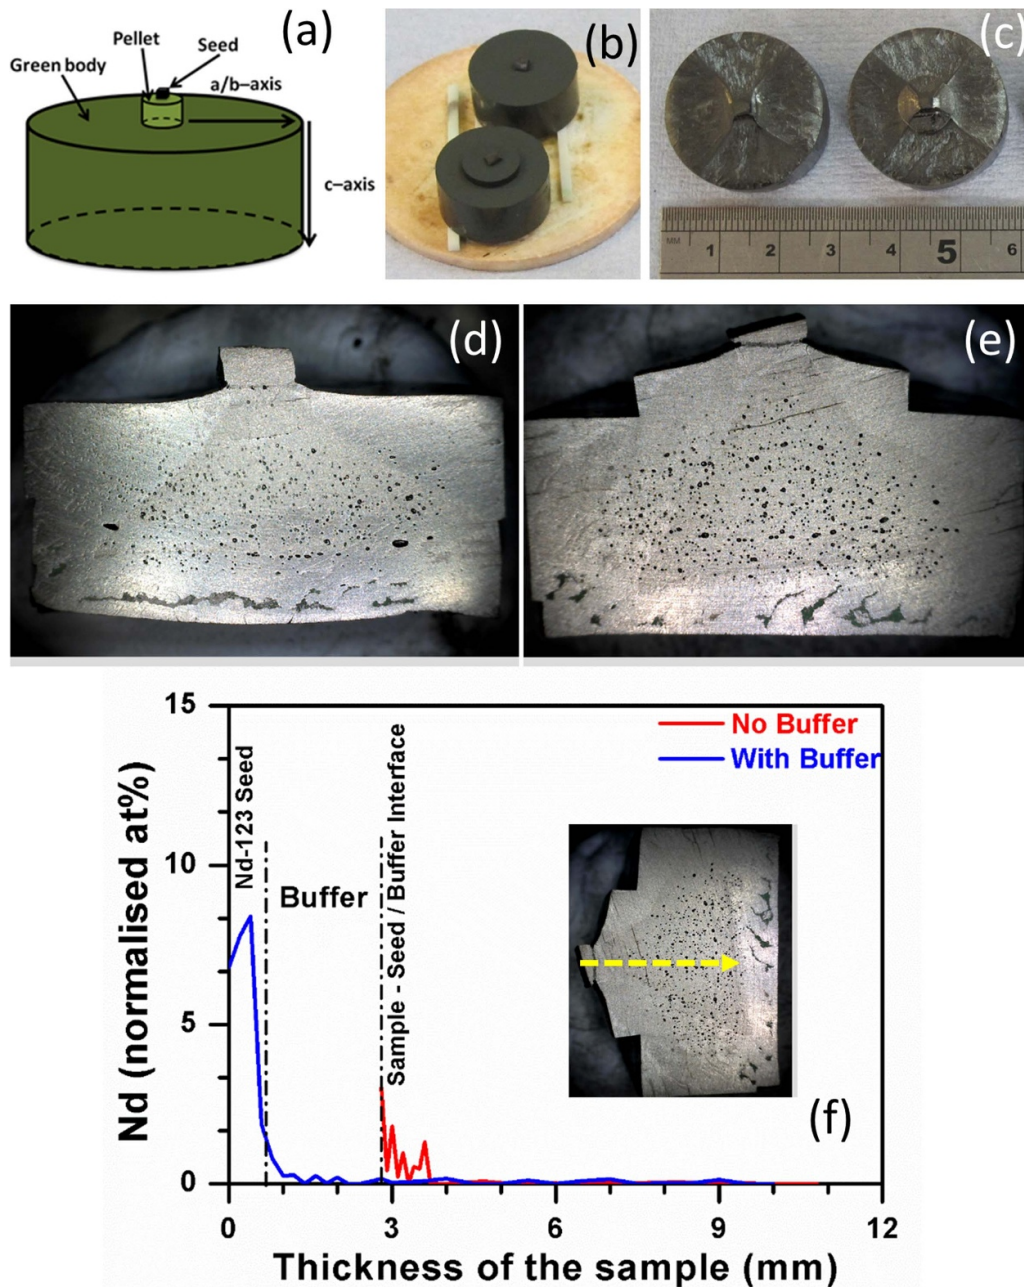 (a)
Pellet
Seed
Green body
a/b–axis
c–axis
(b)
(c)
MM 1 2 3 4 5 6
(d)
(e)
15
10
5
0
Nd (normalised at%)
Nd-123 Seed
Buffer
Sample - Seed / Buffer Interface
No Buffer
With Buffer
(f)
0 3 6 9 12
Thickness of the sample (mm)